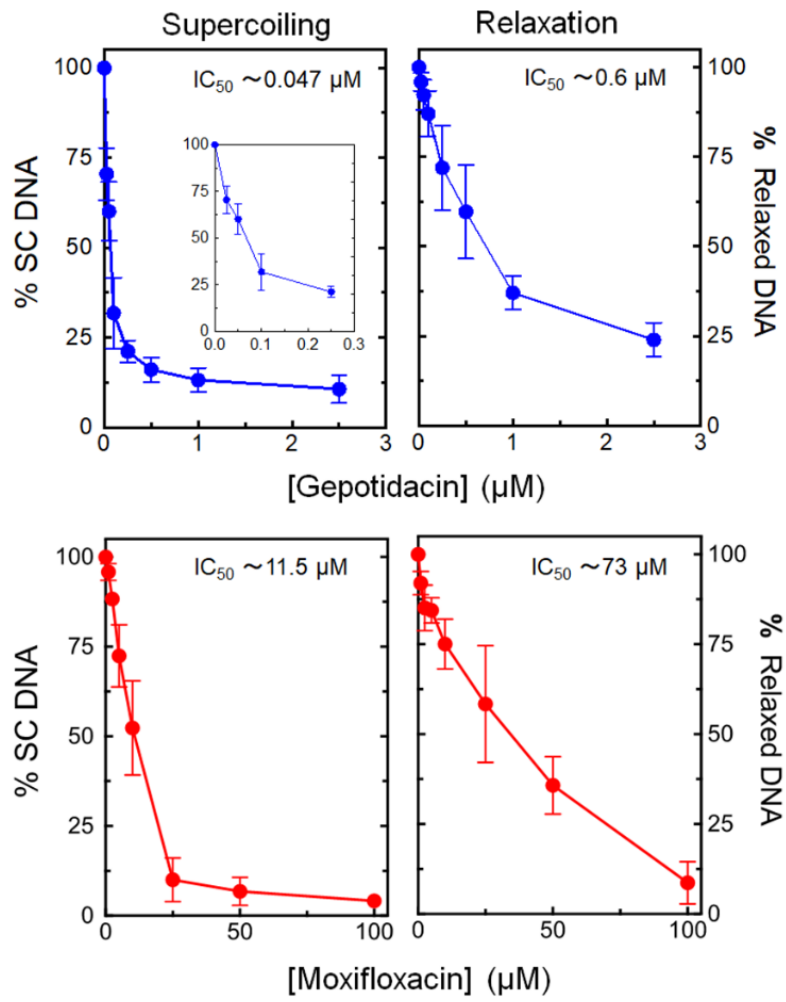 Supercoiling Relaxation
IC50 ~0.047 µM
IC50 ~0.6 µM
% SC DNA
100
75
50
25
0
100
75
50
25
0
0.0 0.1 0.2 0.3
0 1 2 3
0 1 2 3
100
75
50
25
0
% Relaxed DNA
[Gepotidacin] (µM)
IC50 ~11.5 µM
IC50 ~73 µM
% SC DNA
100
75
50
25
0
0 50 100
0 50 100
100
75
50
25
0
% Relaxed DNA
[Moxifloxacin] (µM)